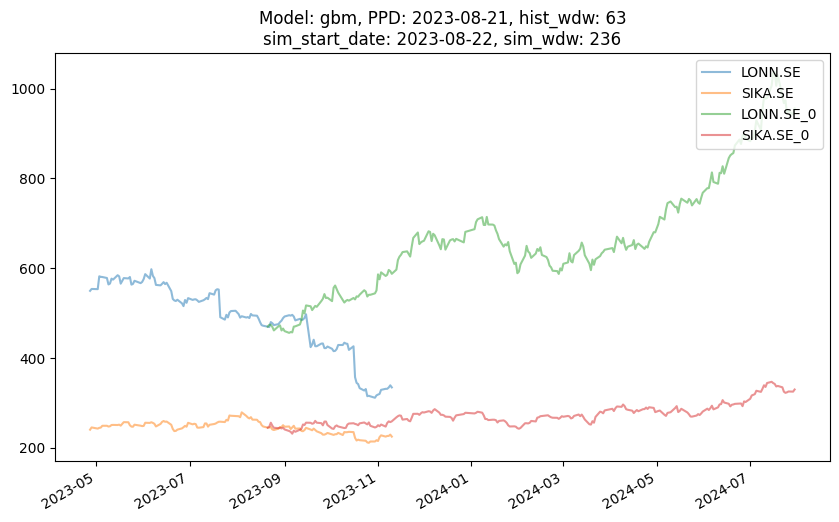 Model: gbm, PPD: 2023-08-21, hist_wdw: 63
sim_start_date: 2023-08-22, sim_wdw: 236
LONN.SE
SIKA.SE
LONN.SE_0
SIKA.SE_0
1000
800
600
400
200
2023-05
2023-07
2023-09
2023-11
2024-01
2024-03
2024-05
2024-07